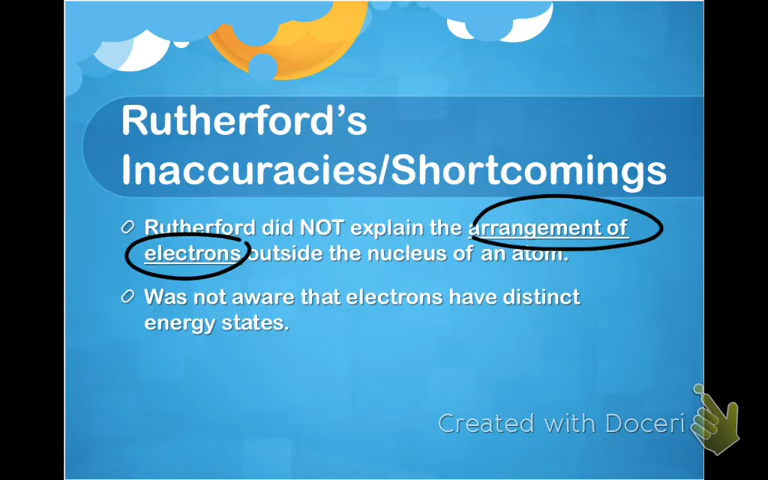 Rutherford's
Inaccuracies/Shortcomings
Rutherford did NOT explain the arrangement of
electrons outside the nucleus of an atom.
Was not aware that electrons have distinct
energy states.
Created with Doceri